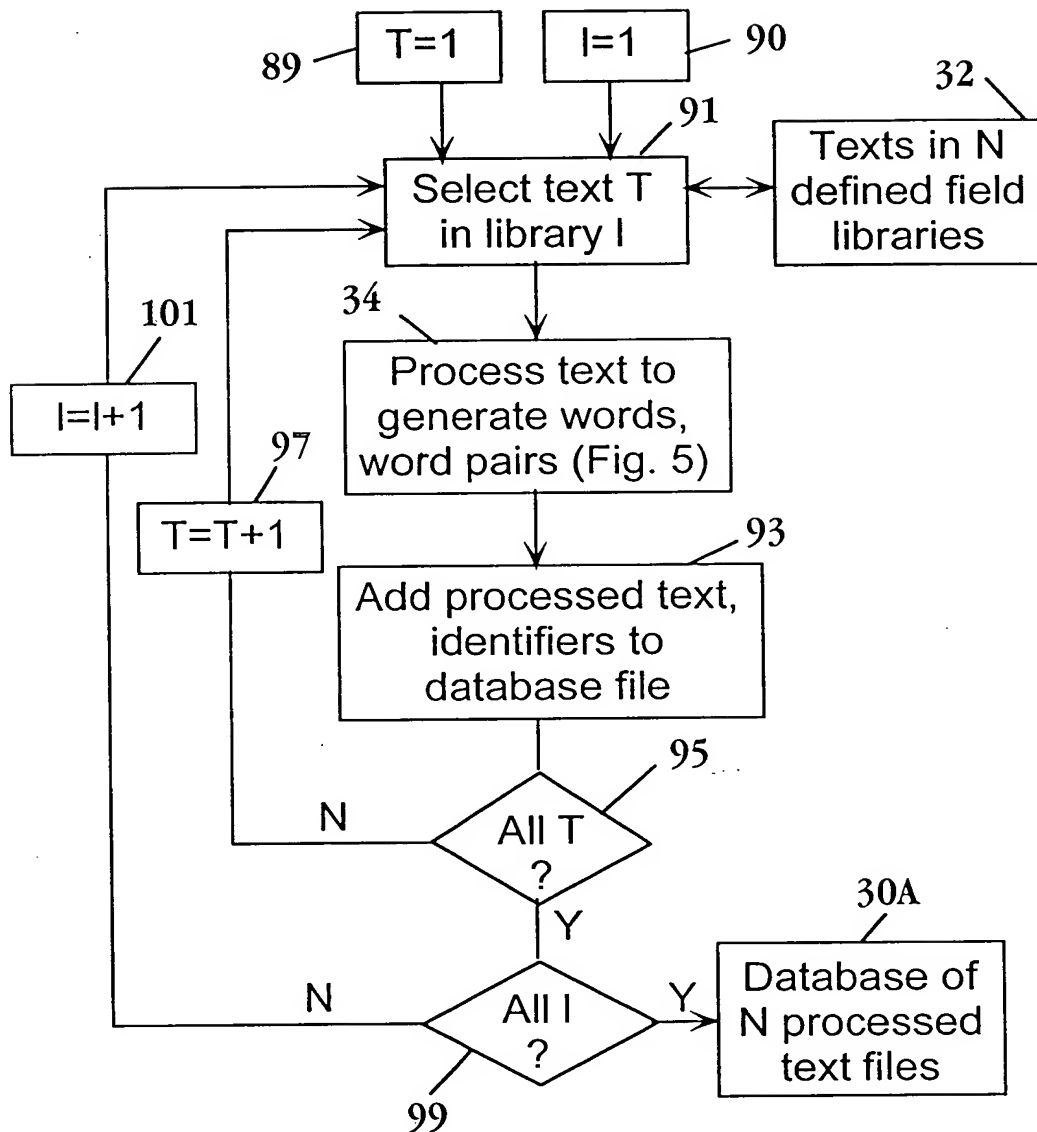 T=1
I=1
89
90
91
32
Select text T
in library I
Texts in N
defined field
libraries
34
Process text to
generate words,
word pairs (Fig. 5)
101
I=I+1
97
T=T+1
93
Add processed text,
identifiers to
database file
95
All T
?
N
Y
30A
All I
?
N
Y
Database of
N processed
text files
99